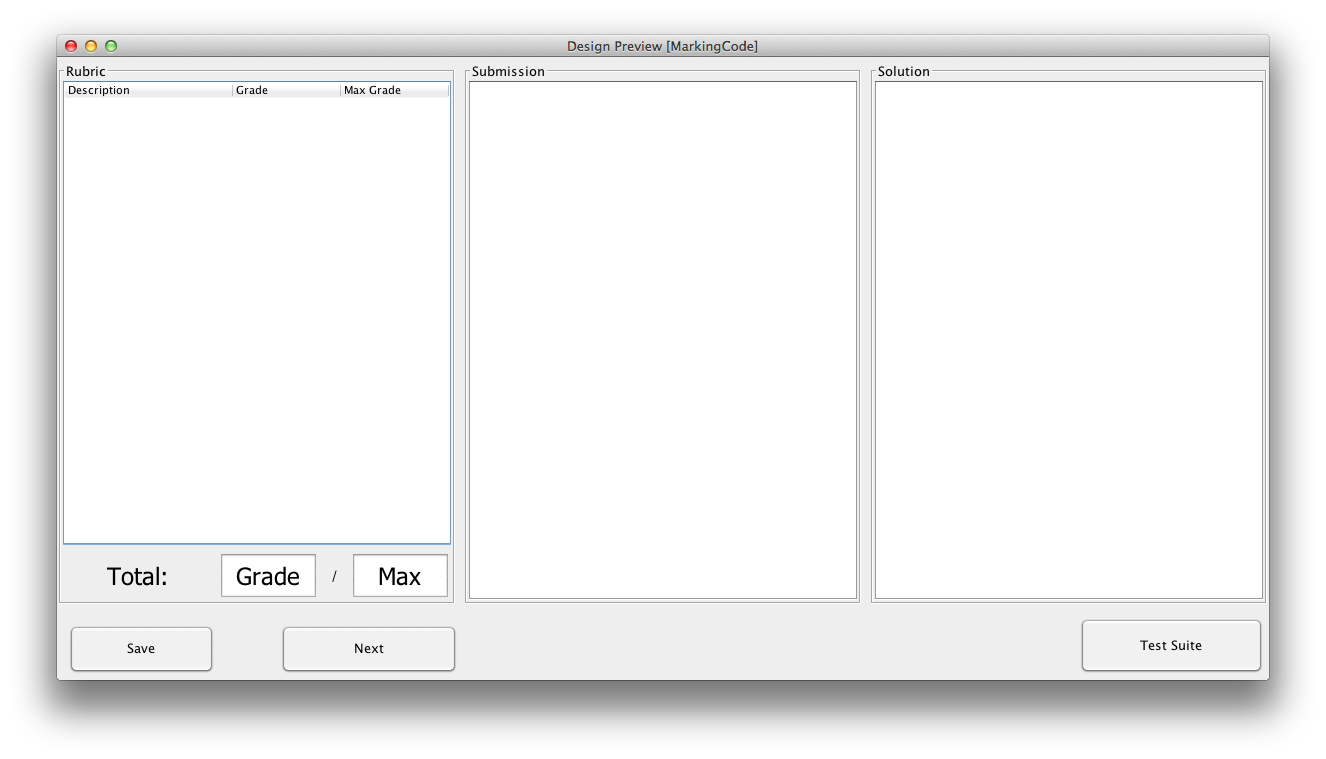 Design Preview [MarkingCode]
Rubric
Description Grade Max Grade
Total: Grade / Max
Submission
Solution
Save Next Test Suite